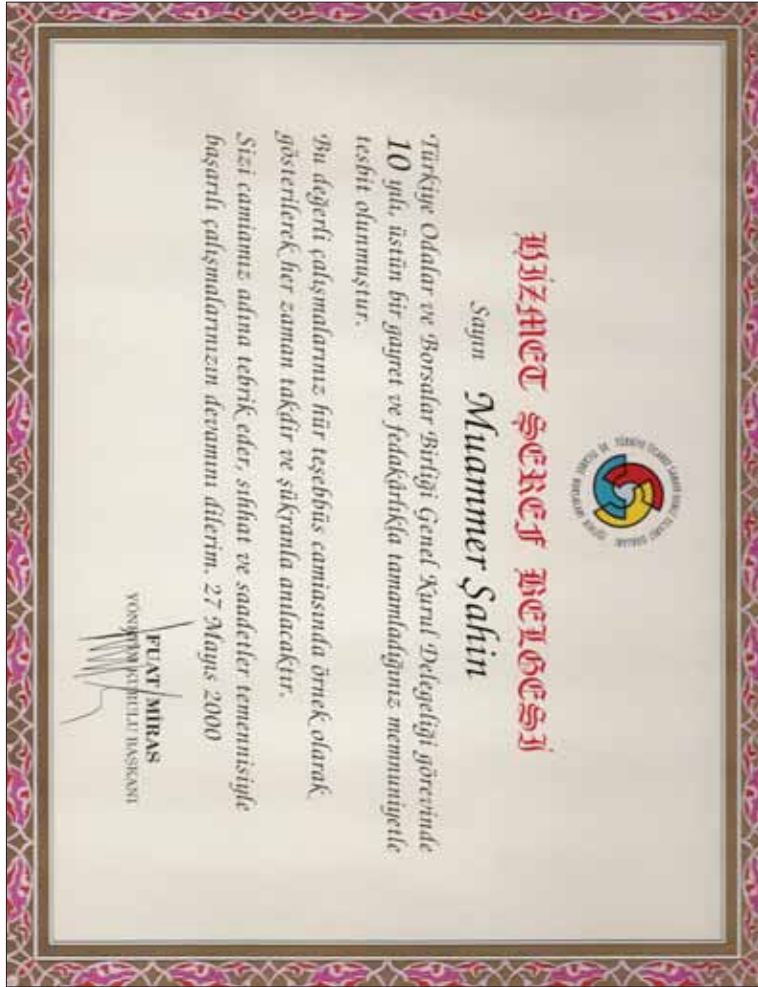 HİZMET ŞEREF BELGESİ
Sayın Muammer Şahin
Türkiye Odalar ve Borsalar Birliği Genel Kurul Delegeliği görevinde
10 yılı, üstün bir gayret ve fedakârlıkla tamamladığınız memnuniyetle
tesbit olunmuştur.
Bu değerli çalışmalarınız hür teşebbüs camiasında örnek olarak
gösterilerek her zaman takdir ve şükranla anılacaktır.
Sizi camiamız adına tebrik eder, sıhhat ve saadetler temennisiyle
başarılı çalışmalarınızın devamını dilerim. 27 Mayıs 2000
FUAT MİRAS
YÖNETİM KURULU BAŞKANI